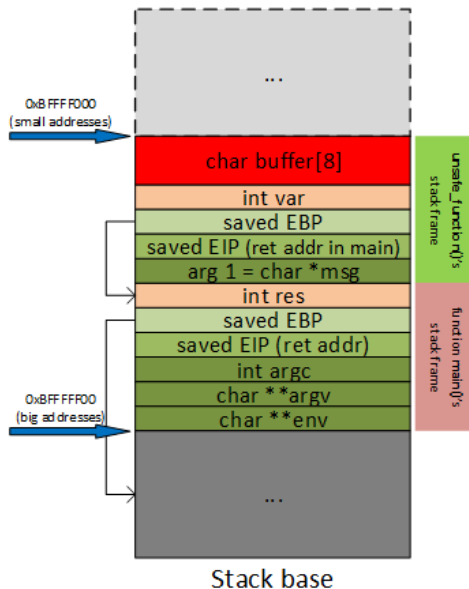 ...
0xBFFFF000
(small addresses)
char buffer[8]
int var
saved EBP
saved EIP (ret addr in main)
arg 1 = char *msg
unsafe_function()'s
stack frame
int res
saved EBP
saved EIP (ret addr)
int argc
char **argv
char **env
function main()'s
stack frame
0xBFFFFF00
(big addresses)
...
Stack base